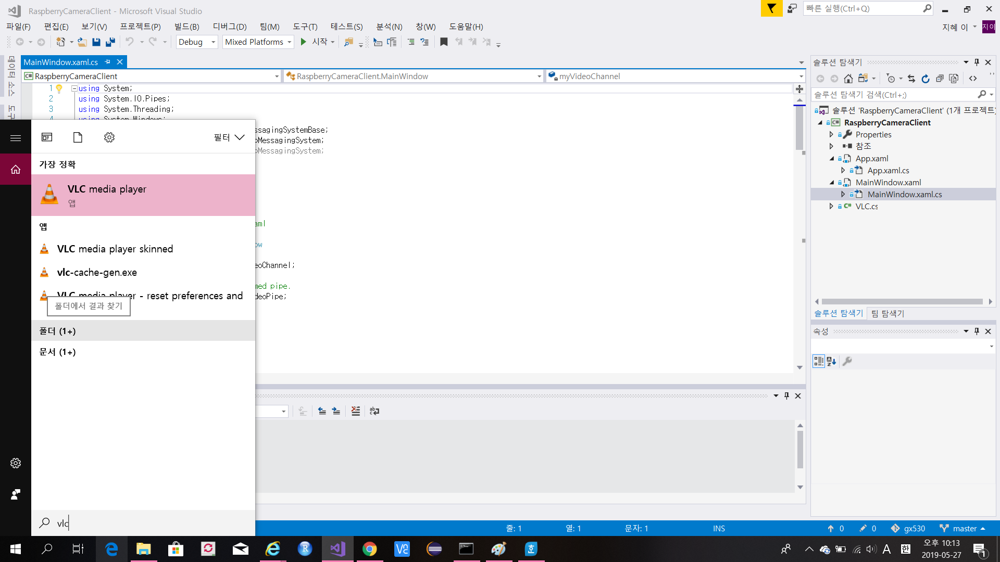 RaspberryCameraClient - Microsoft Visual Studio
빠른 실행(Ctrl+Q)
파일(F) 편집(E) 보기(V) 프로젝트(P) 빌드(B) 디버그(D) 팀(M) 도구(T) 테스트(S) 분석(N) 창(W) 도움말(H)
지혜 이 지이
Debug Mixed Platforms 시작
데이터 소스
MainWindow.xaml.cs
RaspberryCameraClient RaspberryCameraClient.MainWindow myVideoChannel
1 using System;
2 using System.IO.Pipes;
3 using System.Threading;
4 using System.Windows;
ssagingSystemBase;
oMessagingSystem;
oMessagingSystem;
aml
ow
eoChannel;
med pipe.
deoPipe;
필터
가장 정확
VLC media player
앱
앱
VLC media player skinned
vlc-cache-gen.exe
VLC media player - reset preferences and
폴더에서 결과 찾기
폴더 (1+)
문서 (1+)
vlc
솔루션 탐색기
솔루션 탐색기 검색(Ctrl+;)
솔루션 'RaspberryCameraClient' (1개 프로젝트)
RaspberryCameraClient
Properties
참조
App.xaml
App.xaml.cs
MainWindow.xaml
MainWindow.xaml.cs
VLC.cs
솔루션 탐색기 팀 탐색기
속성
줄: 1 열: 1 문자: 1 INS 0 0 gx530 master
A 한
오후 10:13
2019-05-27
1